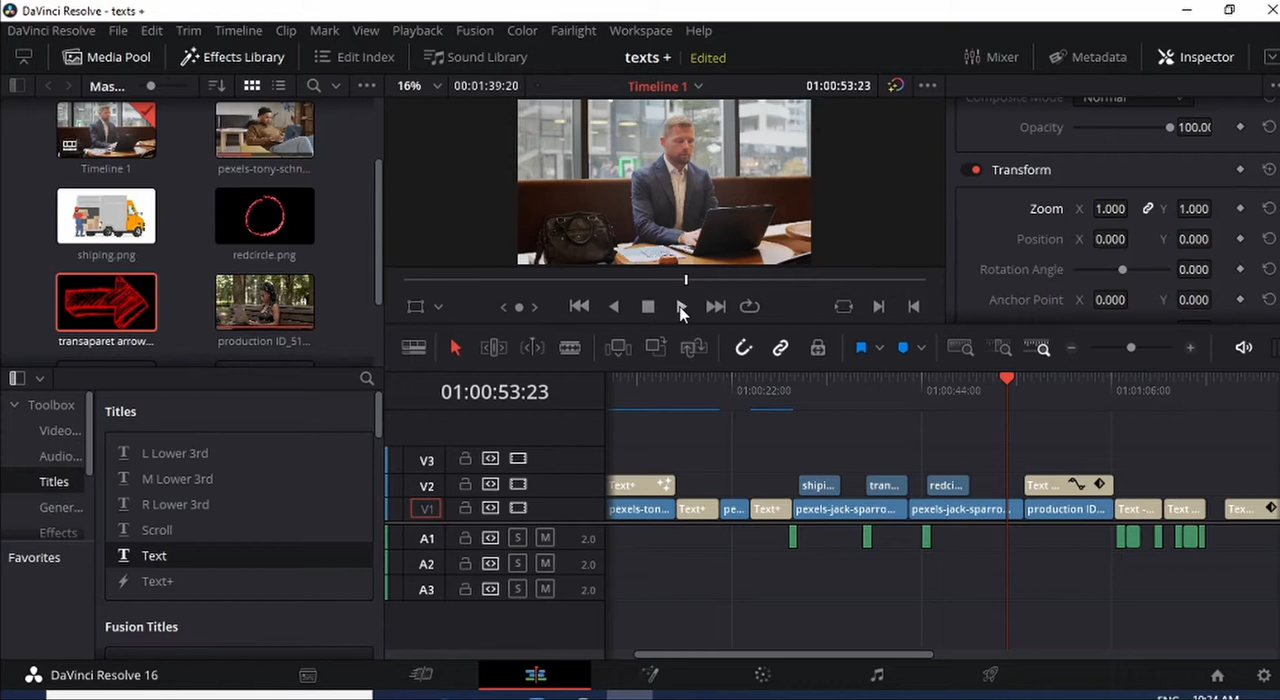 DaVinci Resolve - texts +
DaVinci Resolve File Edit Trim Timeline Clip Mark View Playback Fusion Color Fairlight Workspace Help
Media Pool Effects Library Edit Index Sound Library texts + Edited Mixer Metadata Inspector
Mas... 16% 00:01:39:20 Timeline 1 01:00:53:23
Composite Mode Normal
Opacity 100.0
Timeline 1 pexels-tony-schn...
Transform
Zoom X 1.000 Y 1.000
Position X 0.000 Y 0.000
shiping.png redcircle.png
Rotation Angle 0.000
Anchor Point X 0.000 Y 0.000
transaparet arrow... production ID_51...
01:00:53:23 01:00:22:00 01:00:44:00 01:01:06:00
Toolbox
Titles
Video...
L Lower 3rd
Audio...
M Lower 3rd
Titles
R Lower 3rd
Gener...
Scroll
Effects
Text
Favorites
Text+
Fusion Titles
V3
V2 Text+ shipi... tran... redci... Text ...
V1 pexels-ton... Text+ pe... Text+ pexels-jack-sparro... pexels-jack-sparro... production ID... Text -... Text ... Tex...
A1 S M 2.0
A2 S M 2.0
A3 S M 2.0
DaVinci Resolve 16